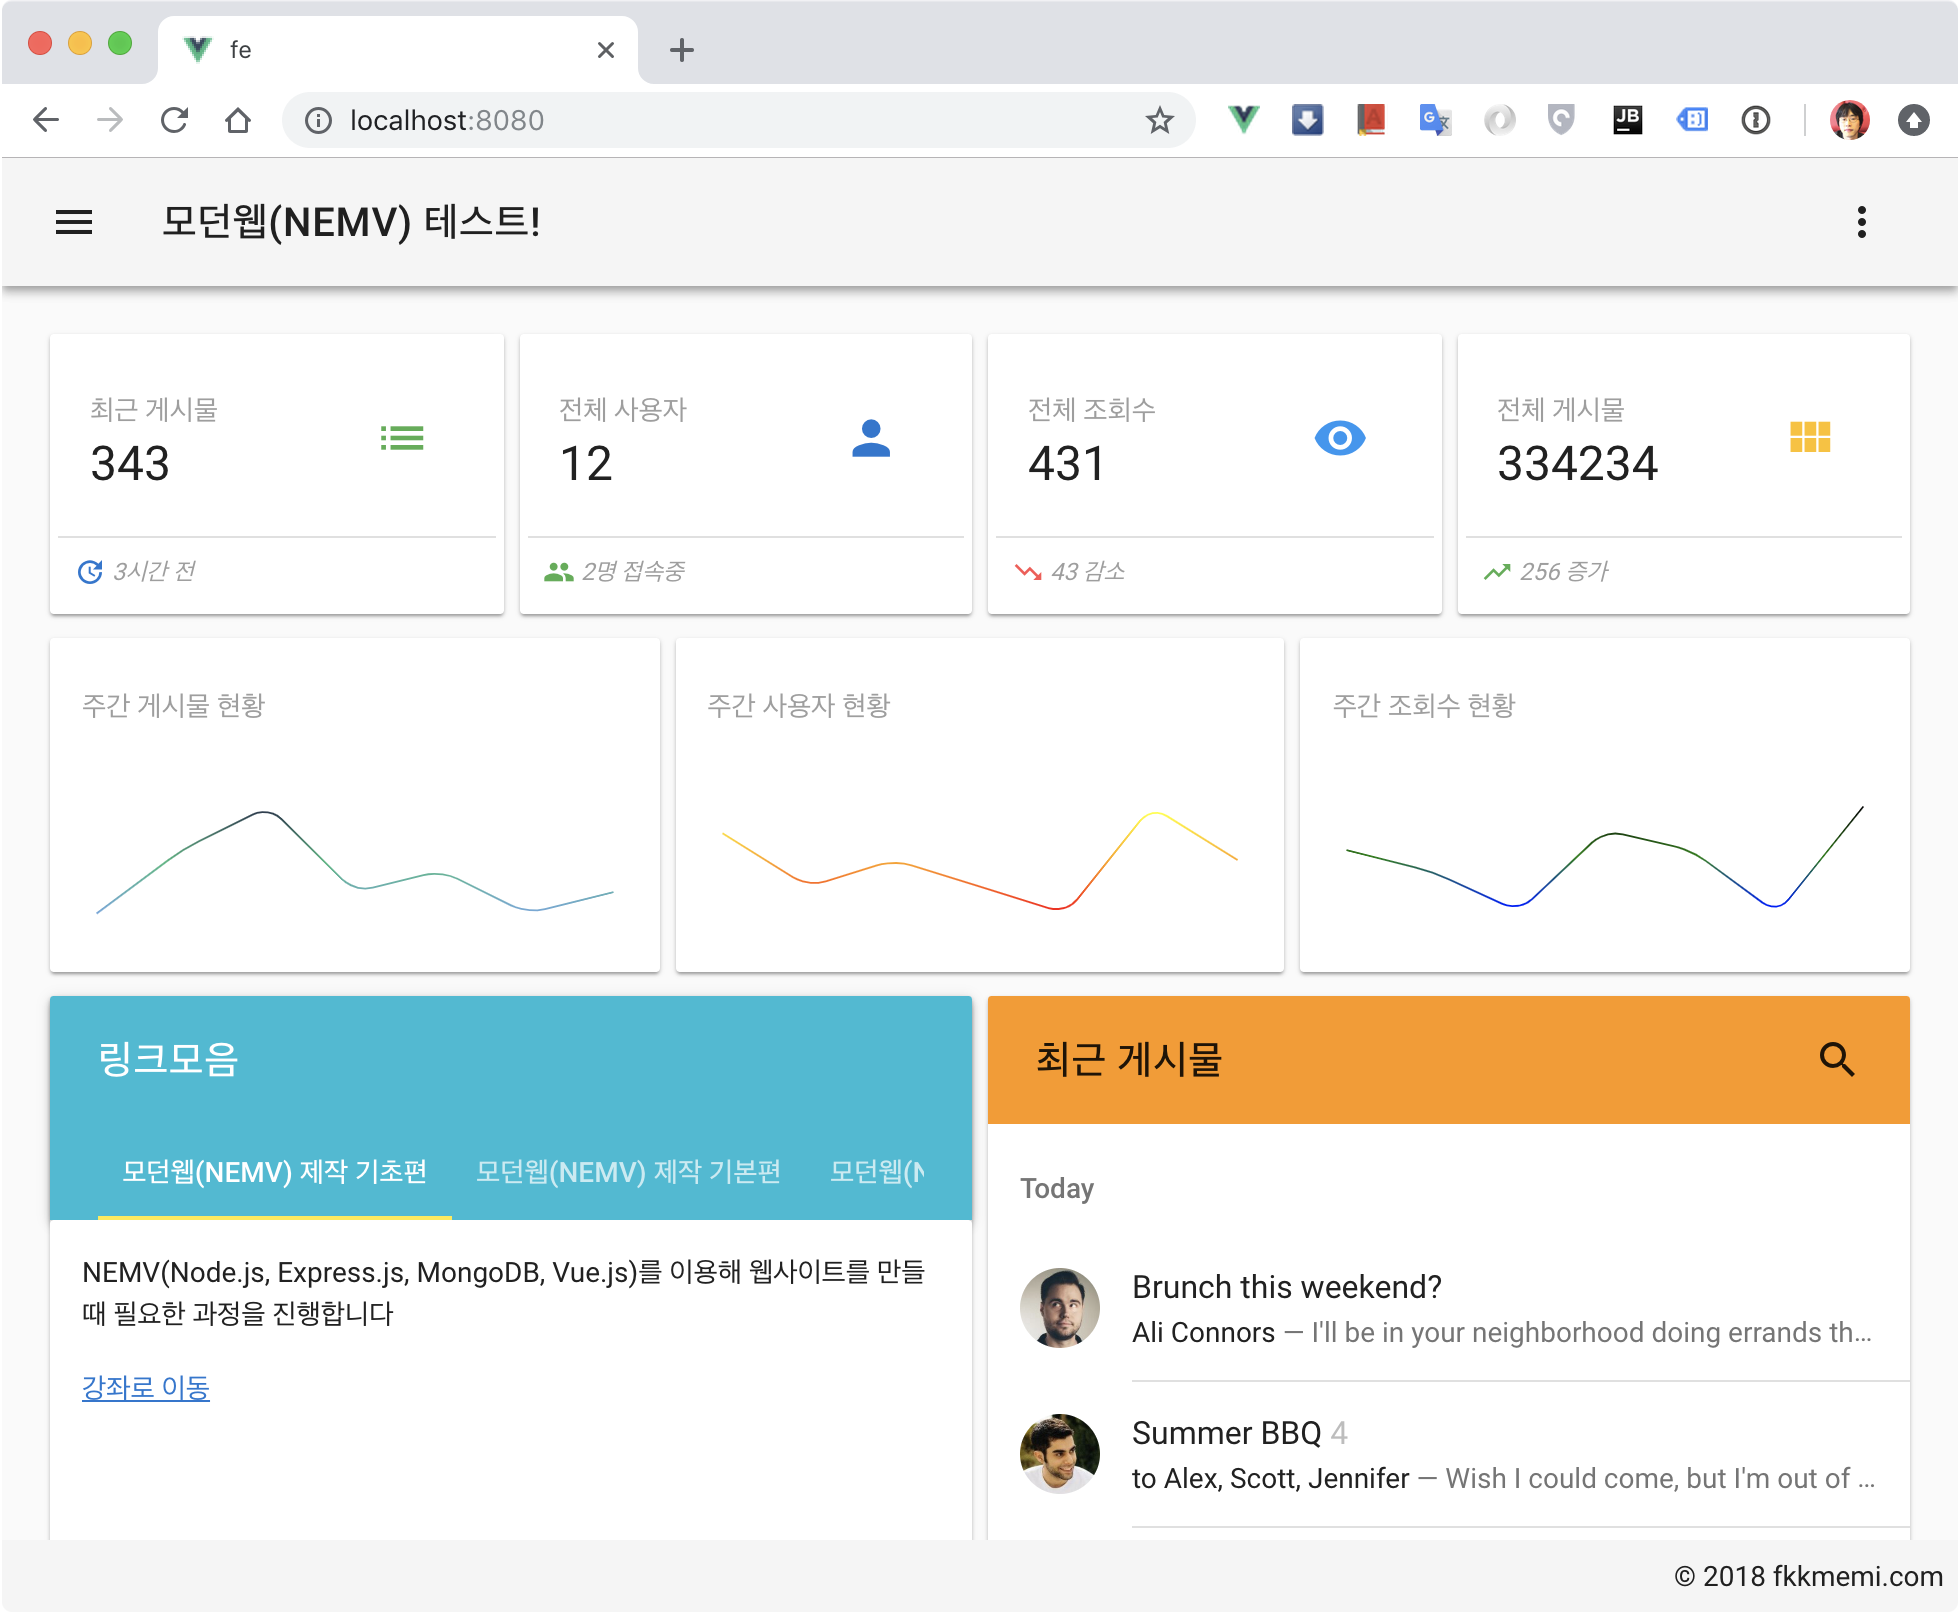 fe
localhost:8080
JB
모던웹(NEMV) 테스트!
최근 게시물
343
3시간 전
전체 사용자
12
2명 접속중
전체 조회수
431
43 감소
전체 게시물
334234
256 증가
주간 게시물 현황
주간 사용자 현황
주간 조회수 현황
링크모음
모던웹(NEMV) 제작 기초편
모던웹(NEMV) 제작 기본편
모던웹(N
NEMV(Node.js, Express.js, MongoDB, Vue.js)를 이용해 웹사이트를 만들
때 필요한 과정을 진행합니다
강좌로 이동
최근 게시물
Today
Brunch this weekend?
Ali Connors — I'll be in your neighborhood doing errands th...
Summer BBQ 4
to Alex, Scott, Jennifer — Wish I could come, but I'm out of ...
© 2018 fkkmemi.com